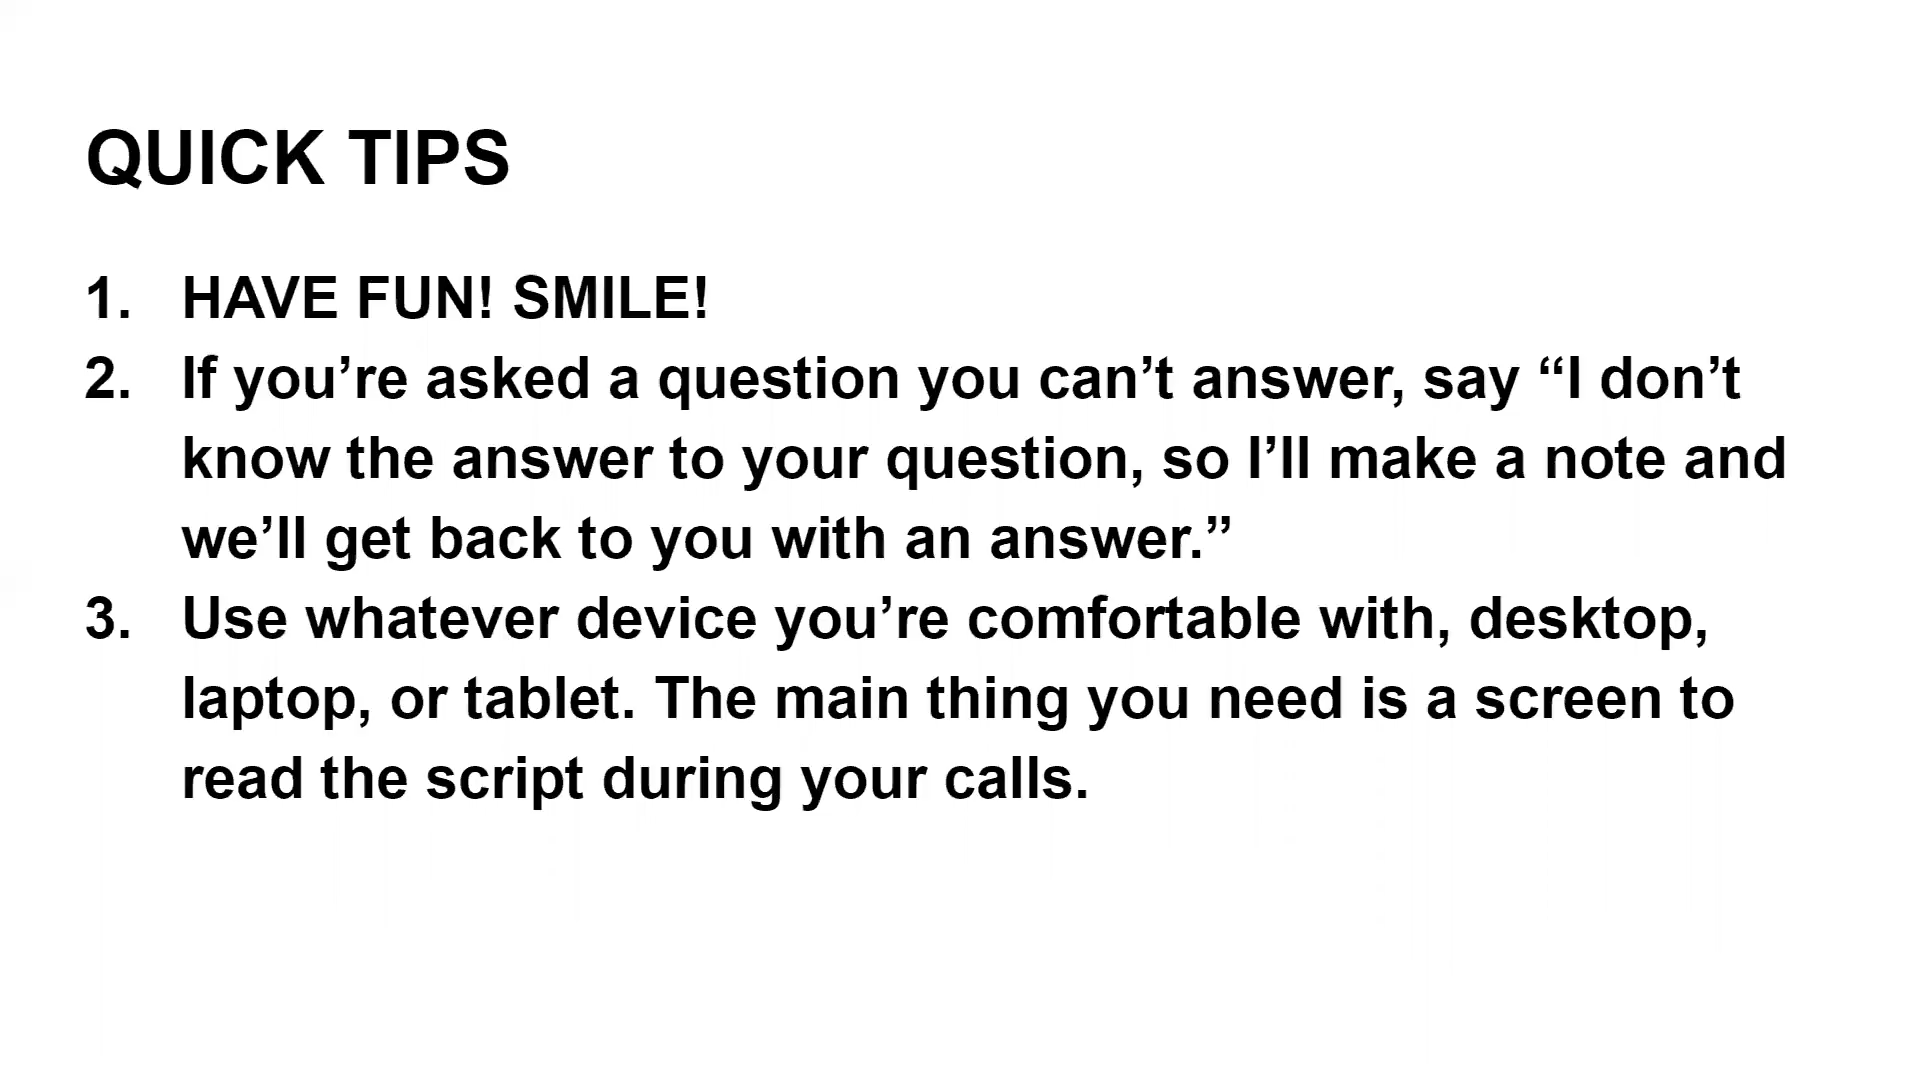 QUICK TIPS
1. HAVE FUN! SMILE!
2. If you’re asked a question you can’t answer, say “I don’t
know the answer to your question, so I’ll make a note and
we’ll get back to you with an answer.”
3. Use whatever device you’re comfortable with, desktop,
laptop, or tablet. The main thing you need is a screen to
read the script during your calls.